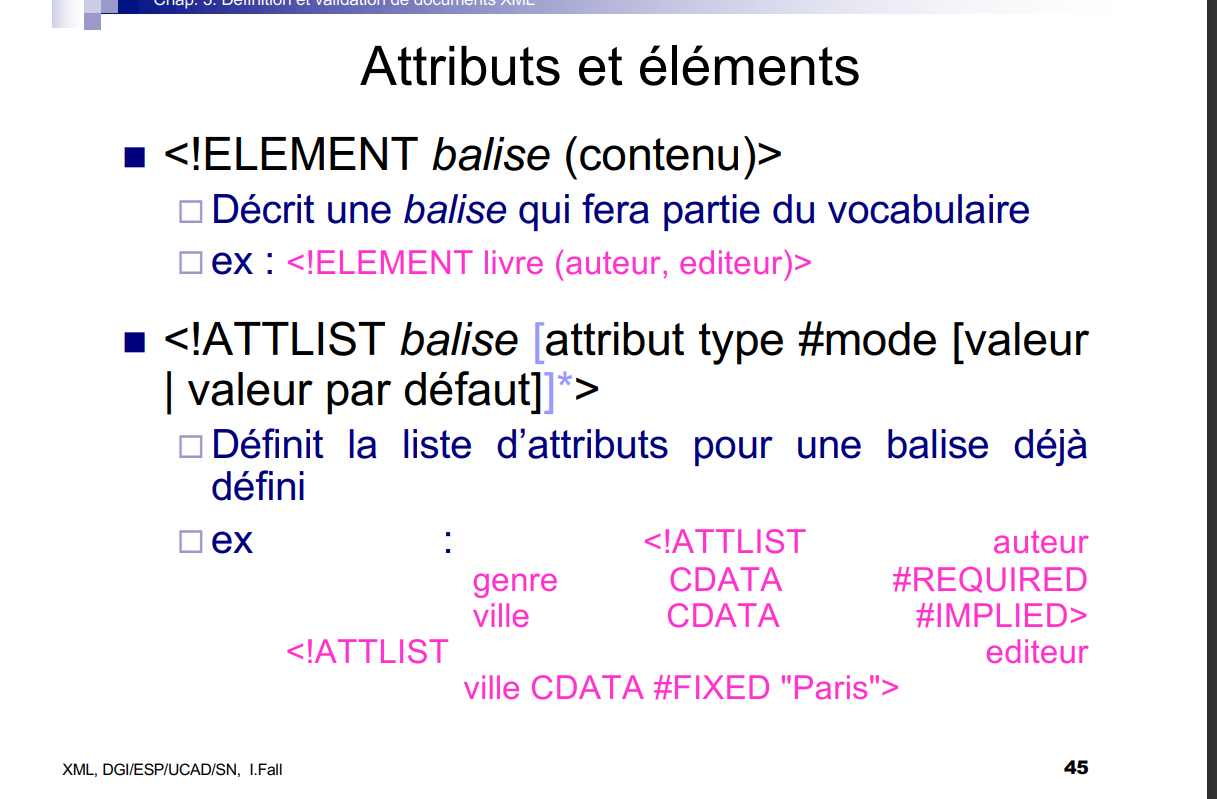 Chap. 3: Définition et validation de documents XML
Attributs et éléments
<!ELEMENT balise (contenu)>
Décrit une balise qui fera partie du vocabulaire
ex : <!ELEMENT livre (auteur, editeur)>
<!ATTLIST balise [attribut type #mode [valeur
| valeur par défaut]]*>
Définit la liste d’attributs pour une balise déjà
défini
ex : <!ATTLIST auteur
genre CDATA #REQUIRED
ville CDATA #IMPLIED>
<!ATTLIST editeur
ville CDATA #FIXED "Paris">
XML, DGI/ESP/UCAD/SN, I.Fall
45